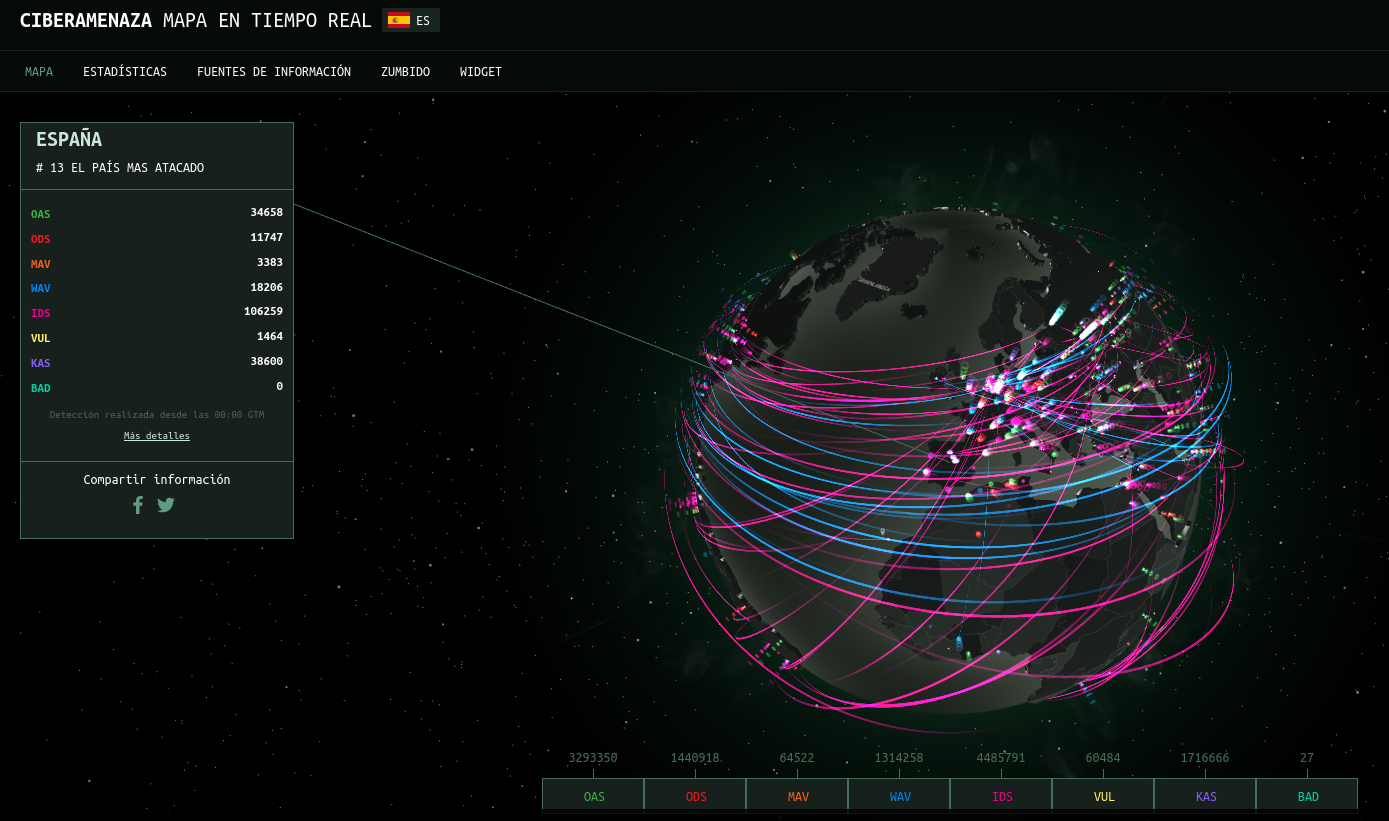 CIBERAMENAZA MAPA EN TIEMPO REAL ES
MAPA ESTADÍSTICAS FUENTES DE INFORMACIÓN ZUMBIDO WIDGET
ESPAÑA
# 13 EL PAÍS MAS ATACADO
OAS 34658
ODS 11747
MAV 3383
WAV 18206
IDS 106259
VUL 1464
KAS 38600
BAD 0
Detección realizada desde las 00:00 GTM
Más detalles
Compartir información
3293350 1440918 64522 1314258 4485791 60484 1716666 27
OAS ODS MAV WAV IDS VUL KAS BAD